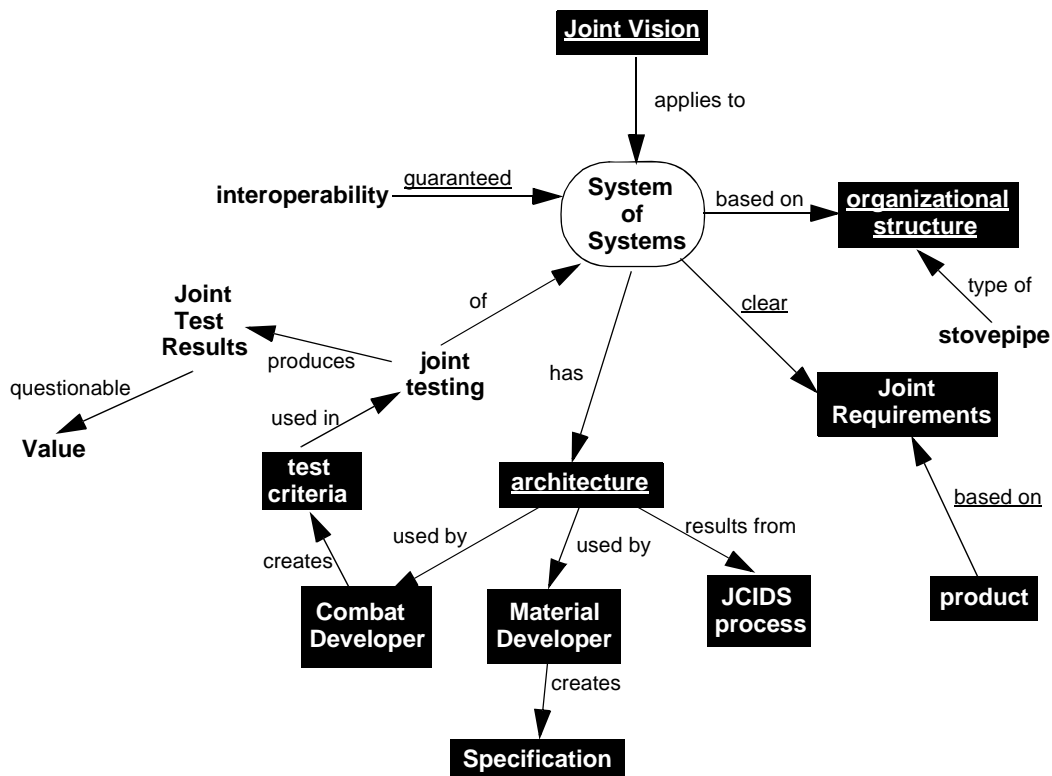 Joint Vision
applies to
interoperability
guaranteed
System
of
Systems
based on
organizational
structure
type of
stovepipe
clear
Joint
Requirements
based on
product
of
Joint
Test
Results
produces
joint
testing
questionable
Value
used in
test
criteria
has
architecture
used by
used by
results from
creates
Combat
Developer
Material
Developer
JCIDS
process
creates
Specification